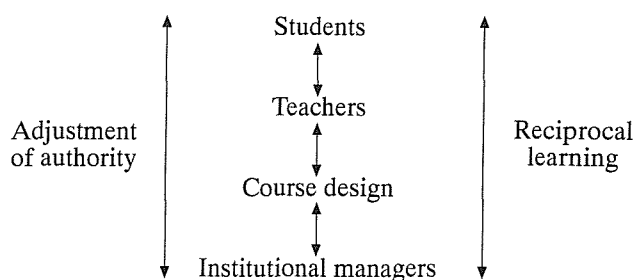 Students
Teachers
Adjustment
of authority
Reciprocal
learning
Course design
Institutional managers